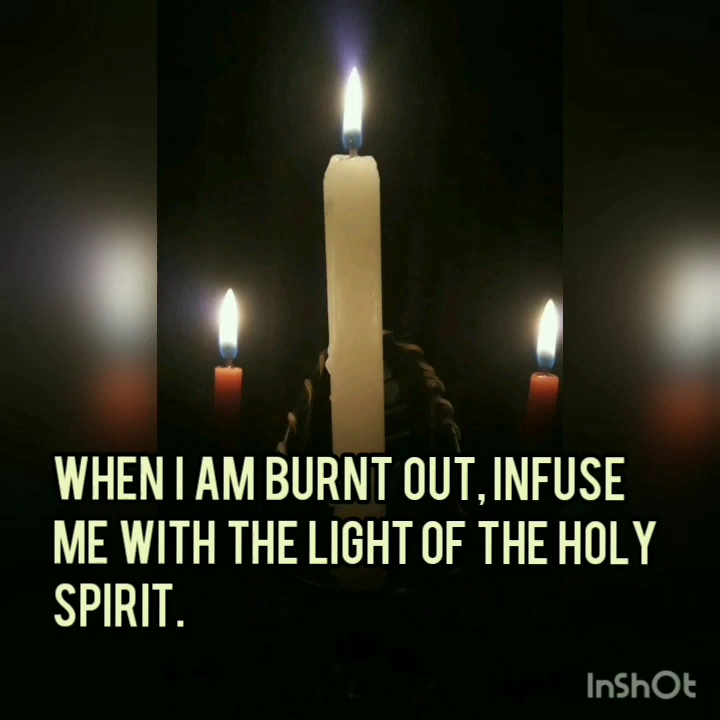 WHEN I AM BURNT OUT, INFUSE
ME WITH THE LIGHT OF THE HOLY
SPIRIT.
InShOt